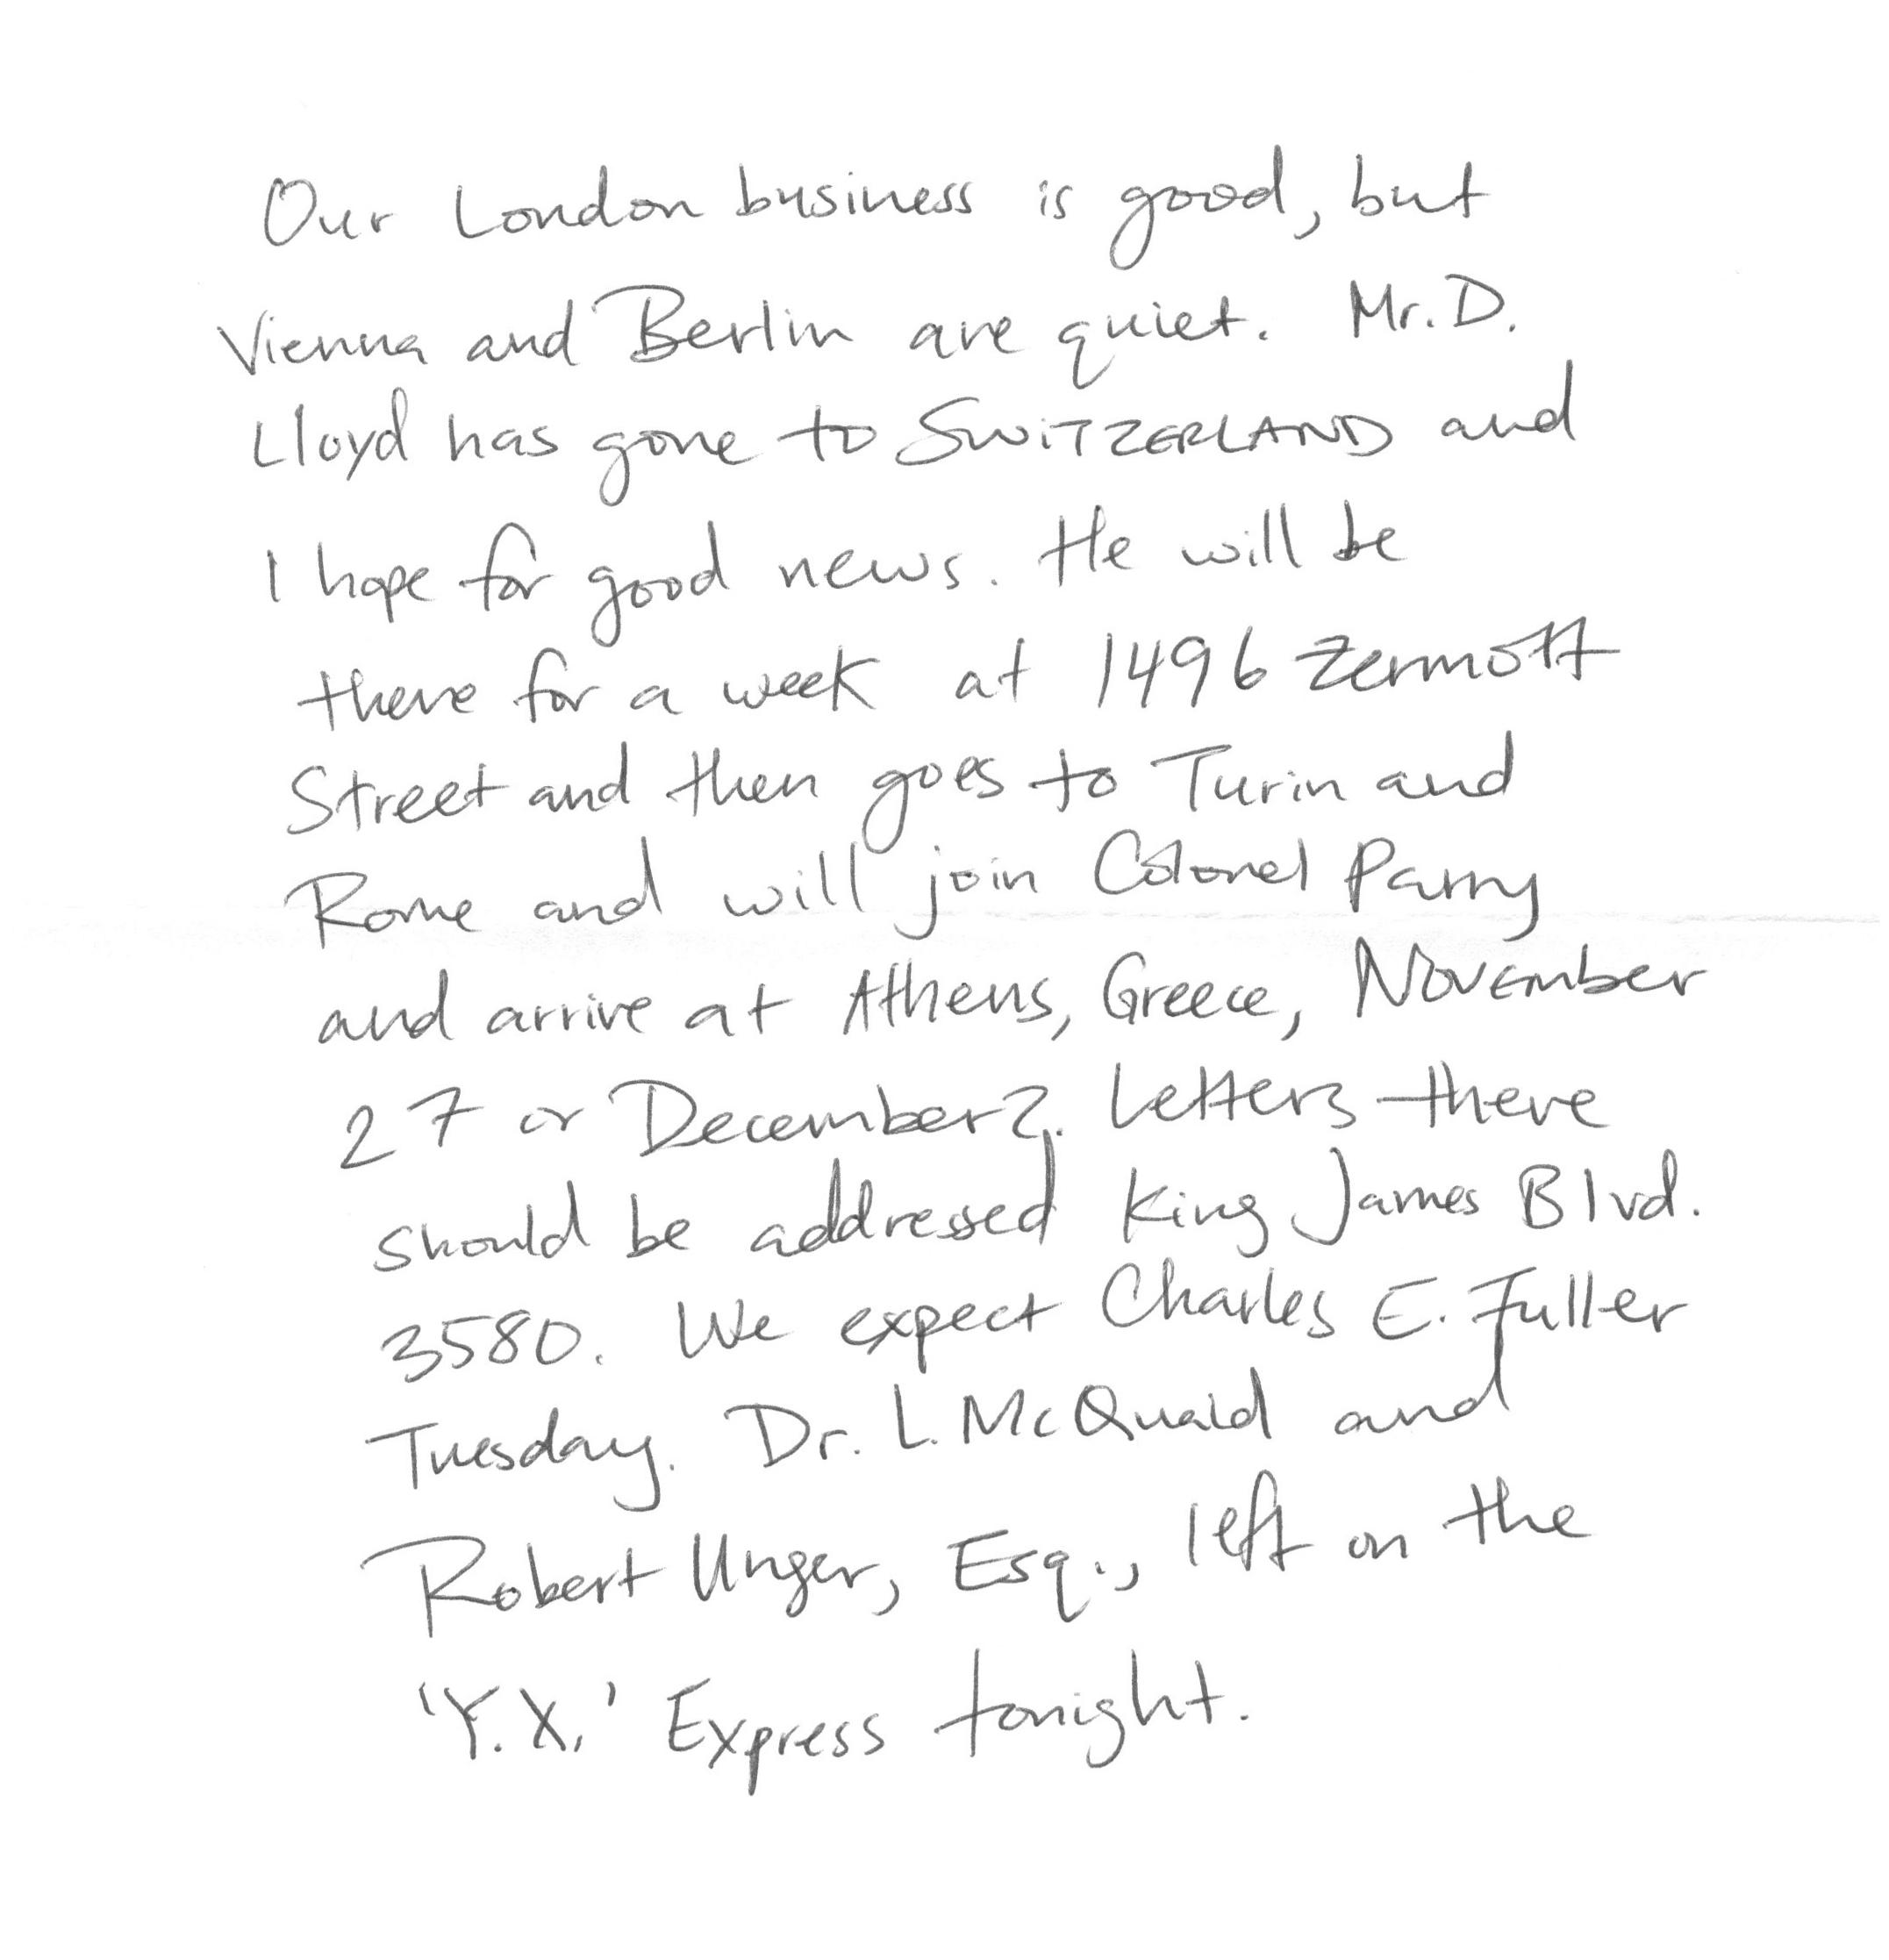 Our London business is good, but
Vienna and Berlin are quiet. Mr. D.
Lloyd has gone to SWiTZERLAND and
I hope for good news. He will be
there for a week at 1496 Zermott
Street and then goes to Turin and
Rome and will join Colonel Parry
and arrive at Athens, Greece, November
27 or December 2. Letters there
should be addressed King James Blvd.
3580. We expect Charles E. Fuller
Tuesday. Dr. L. McQuaid and
Robert Unger, Esq., left on the
'Y.X.' Express tonight.